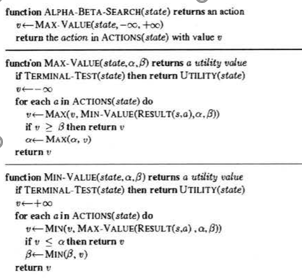 function ALPHA-BETA-SEARCH(state) returns an action
v←MAX-VALUE(state,−∞,+∞)
return the action in ACTIONS(state) with value v
function MAX-VALUE(state,α,β) returns a utility value
if TERMINAL-TEST(state) then return UTILITY(state)
v←−∞
for each a in ACTIONS(state) do
v←MAX(v, MIN-VALUE(RESULT(s,a),α,β))
if v ≥ β then return v
α←MAX(α, v)
return v
function MIN-VALUE(state,α,β) returns a utility value
if TERMINAL-TEST(state) then return UTILITY(state)
v←+∞
for each a in ACTIONS(state) do
v←MIN(v, MAX-VALUE(RESULT(s,a) ,α,β))
if v ≤ α then return v
β←MIN(β, v)
return v